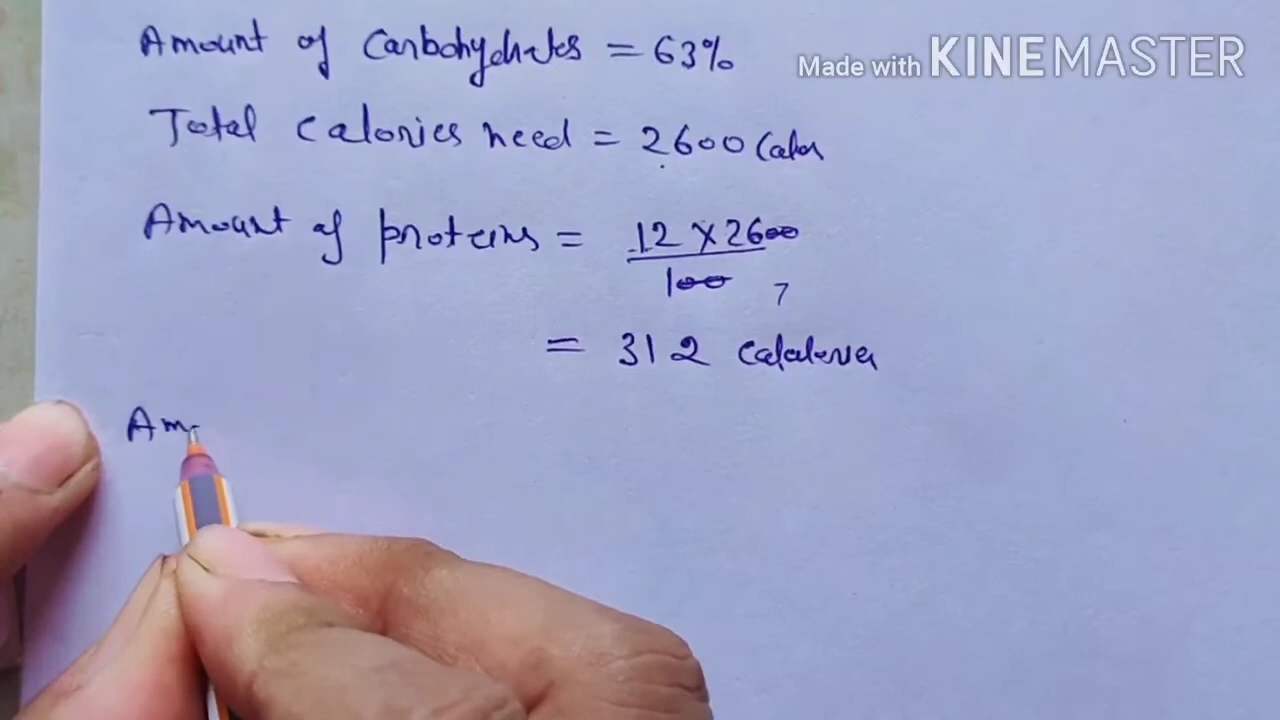 Amount of Carbohydrates = 63%
Made with KINEMASTER
Total calories need = 2600 Calor
Amount of proteins = 12 × 2600
100 7
= 312
Am